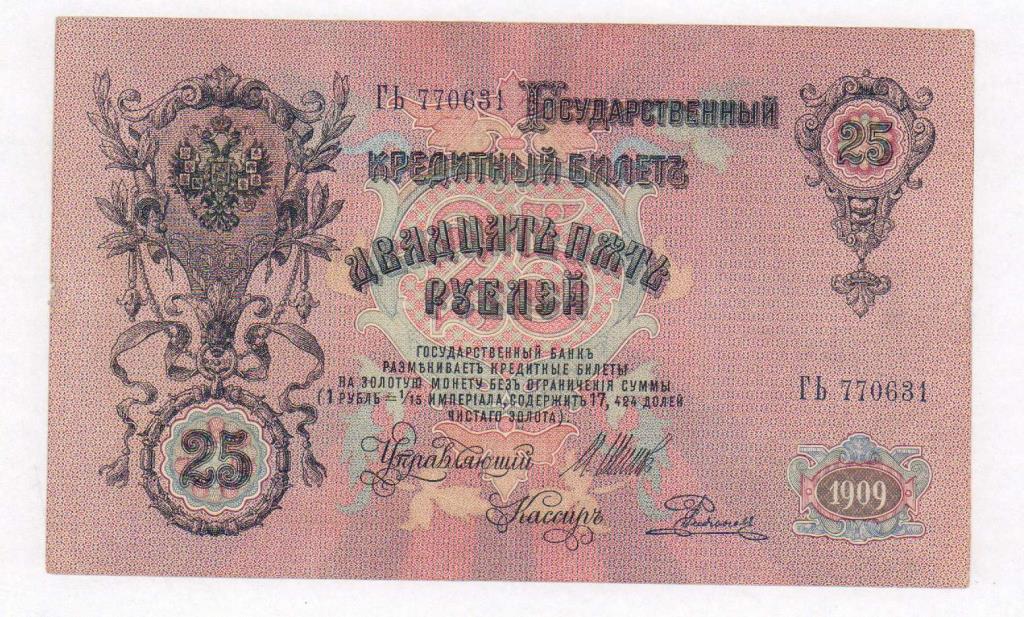 ГЬ 770631 Государственный
25
кредитный билетъ
Двадцать пять
рублей
25
Государственный банкъ
размѣниваетъ кредитные билеты
на золотую монету безъ ограниченія суммы
(1 рубль = 1/15 имперіала, содержитъ 17, 424 долей
чистаго золота).
ГЬ 770631
25
Управляющій
Кассиръ
1909